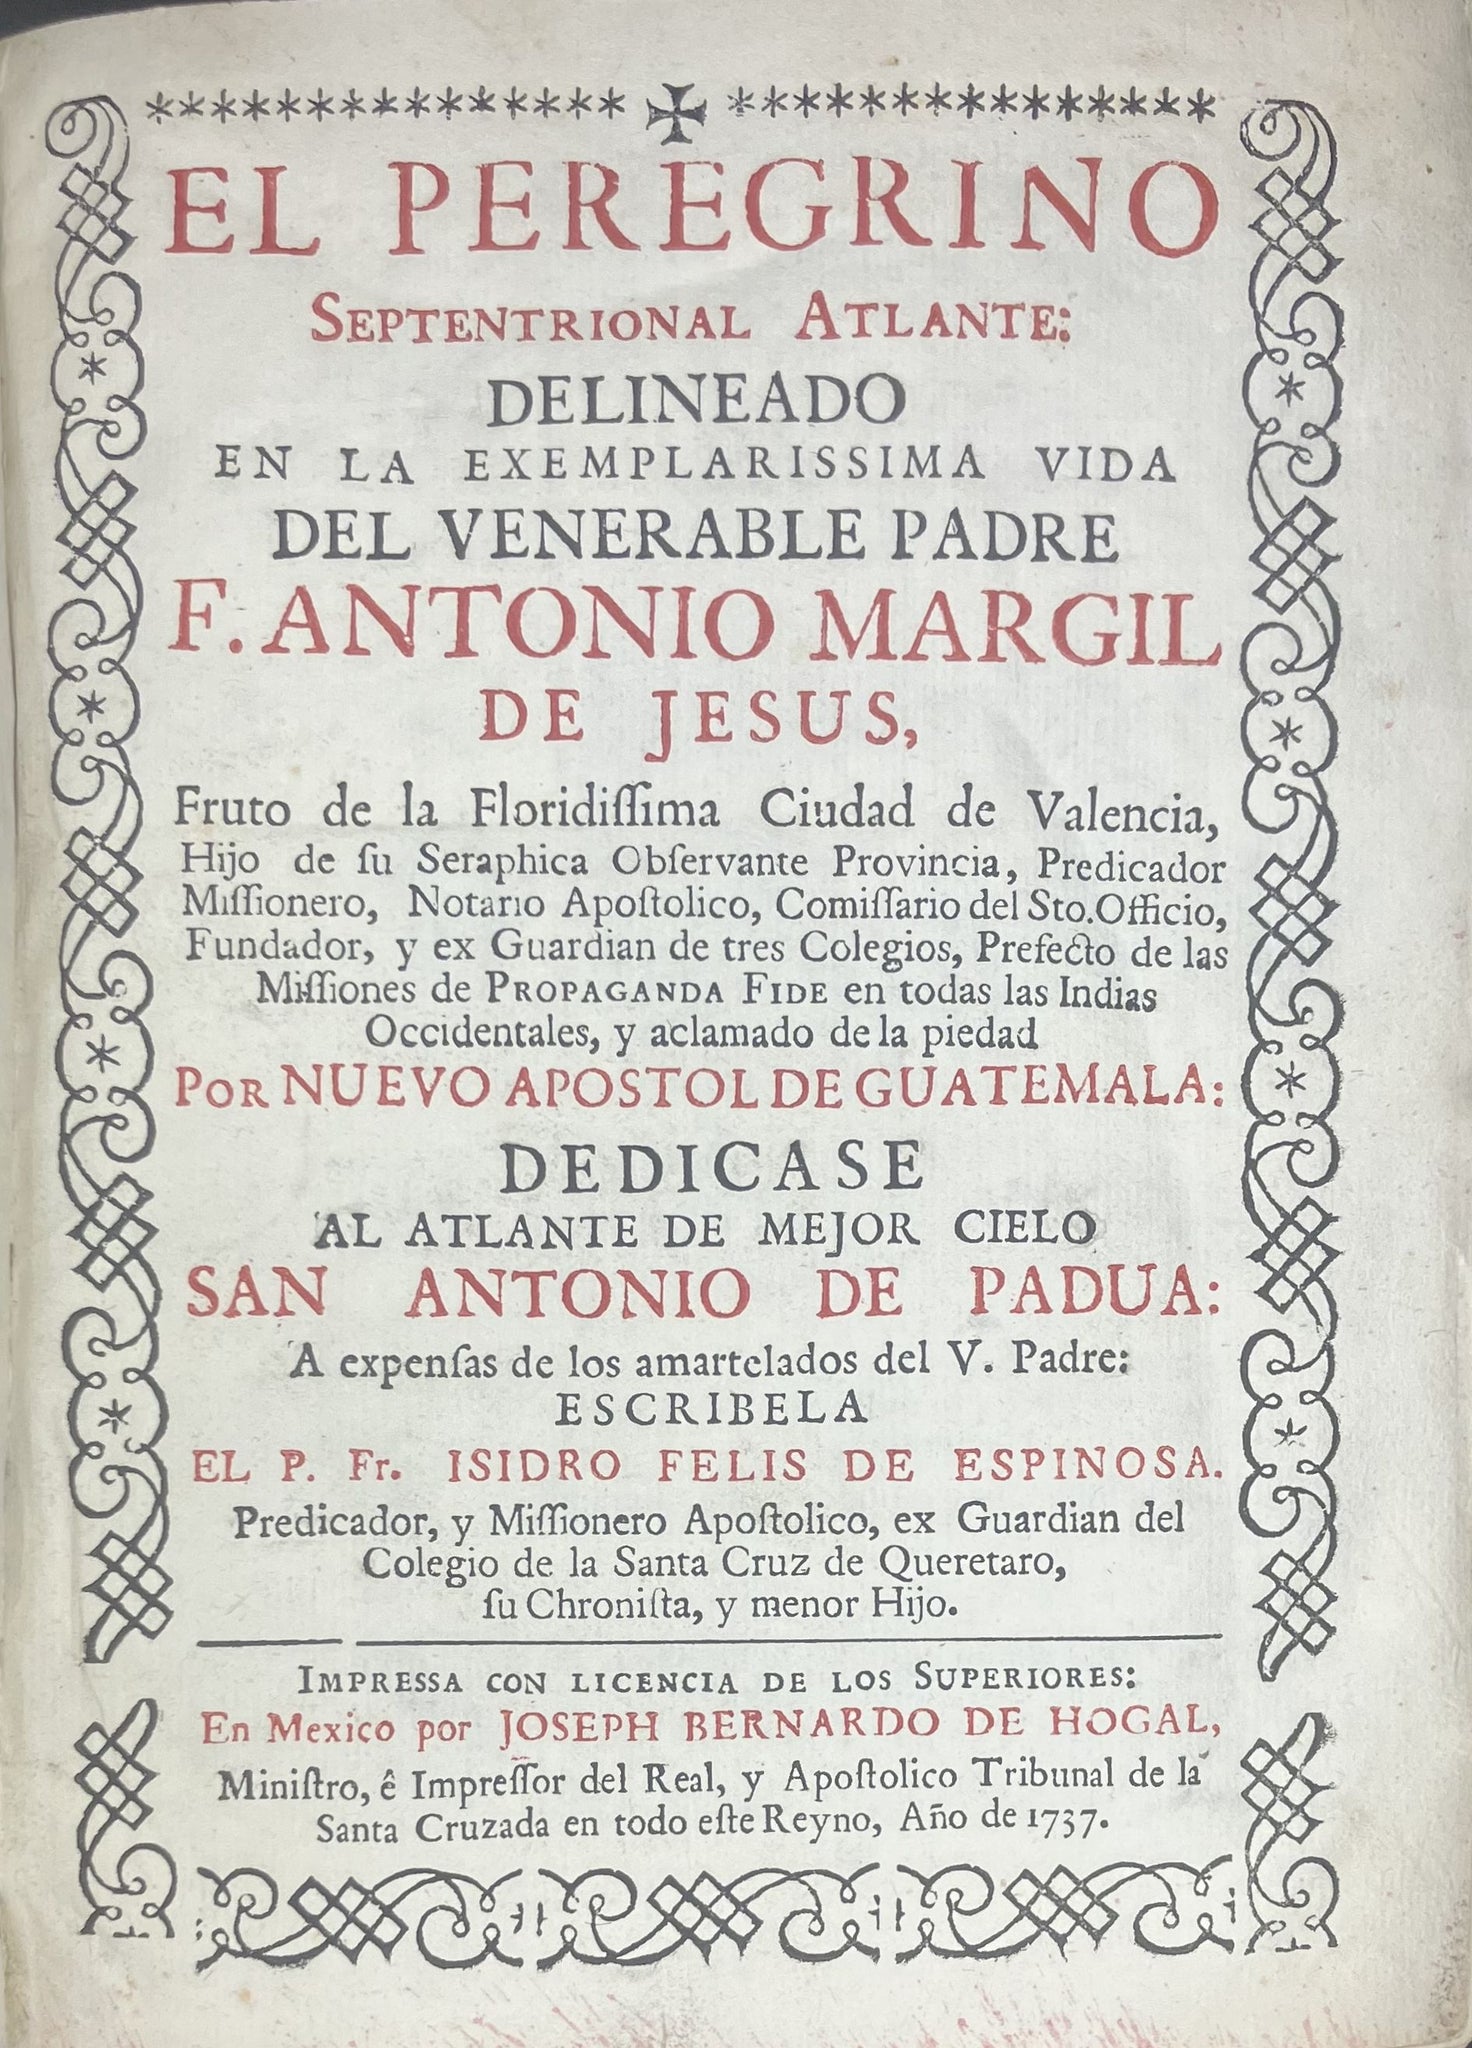 EL PEREGRINO
SEPTENTRIONAL ATLANTE:
DELINEADO
EN LA EXEMPLARISSIMA VIDA
DEL VENERABLE PADRE
F. ANTONIO MARGIL
DE JESUS,
Fruto de la Floridiſſima Ciudad de Valencia,
Hijo de ſu Seraphica Obſervante Provincia, Predicador
Miſſionero, Notario Apoſtolico, Comiſſario del Sto. Officio,
Fundador, y ex Guardian de tres Colegios, Prefecto de las
Miſſiones de PROPAGANDA FIDE en todas las Indias
Occidentales, y aclamado de la piedad
POR NUEVO APOSTOL DE GUATEMALA:
DEDICASE
AL ATLANTE DE MEJOR CIELO
SAN ANTONIO DE PADUA:
A expenſas de los amartelados del V. Padre:
ESCRIBELA
EL P. Fr. ISIDRO FELIS DE ESPINOSA.
Predicador, y Miſſionero Apoſtolico, ex Guardian del
Colegio de la Santa Cruz de Queretaro,
ſu Chroniſta, y menor Hijo.
IMPRESSA CON LICENCIA DE LOS SUPERIORES:
En Mexico por JOSEPH BERNARDO DE HOGAL,
Miniſtro, ê Impreſſor del Real, y Apoſtolico Tribunal de la
Santa Cruzada en todo eſte Reyno, Año de 1737.